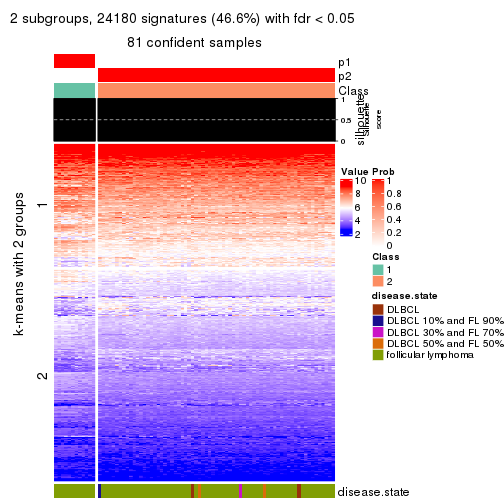 2 subgroups, 24180 signatures (46.6%) with fdr < 0.05
81 confident samples
p1
p2
Class
1
0.5
0
silhouette
Silhouette
score
k-means with 2 groups
1
2
Value
10
8
6
4
2
Prob
1
0.8
0.6
0.4
0.2
0
Class
1
2
disease.state
DLBCL
DLBCL 10% and FL 90%
DLBCL 30% and FL 70%
DLBCL 50% and FL 50%
follicular lymphoma
disease.state